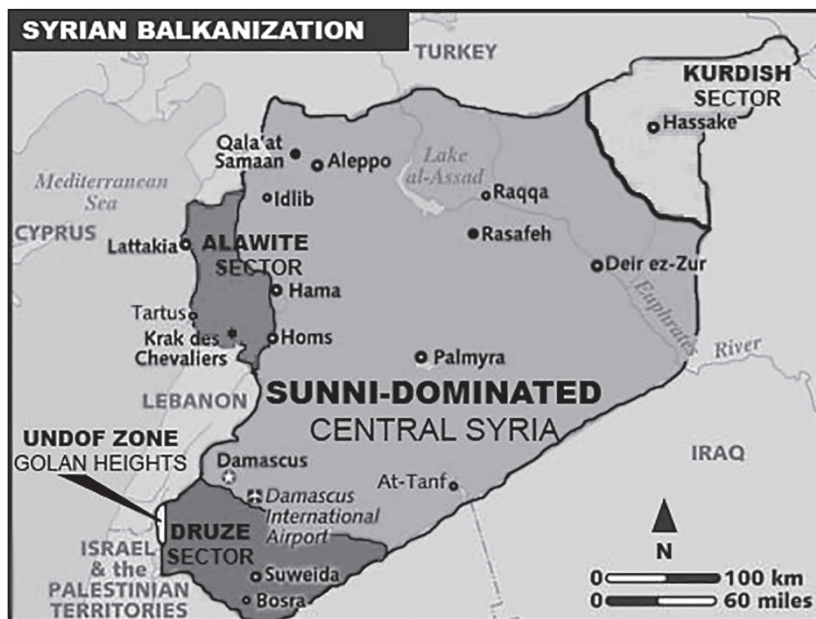 SYRIAN BALKANIZATION
TURKEY
KURDISH
SECTOR
Hassake
Qala'at
Samaan
Aleppo
Lake
al-Assad
Raqqa
Mediterranean
Sea
Idlib
CYPRUS
Lattakia
ALAWITE
SECTOR
Rasafeh
Deir ez-Zur
Hama
Tartus
Krak des
Chevaliers
Homs
Euphrates
River
Palmyra
LEBANON
SUNNI-DOMINATED
CENTRAL SYRIA
UNDOF ZONE
GOLAN HEIGHTS
Damascus
At-Tanf
IRAQ
Damascus
International
Airport
DRUZE
SECTOR
ISRAEL
& the
PALESTINIAN
TERRITORIES
Suweida
Bosra
N
0 100 km
0 60 miles